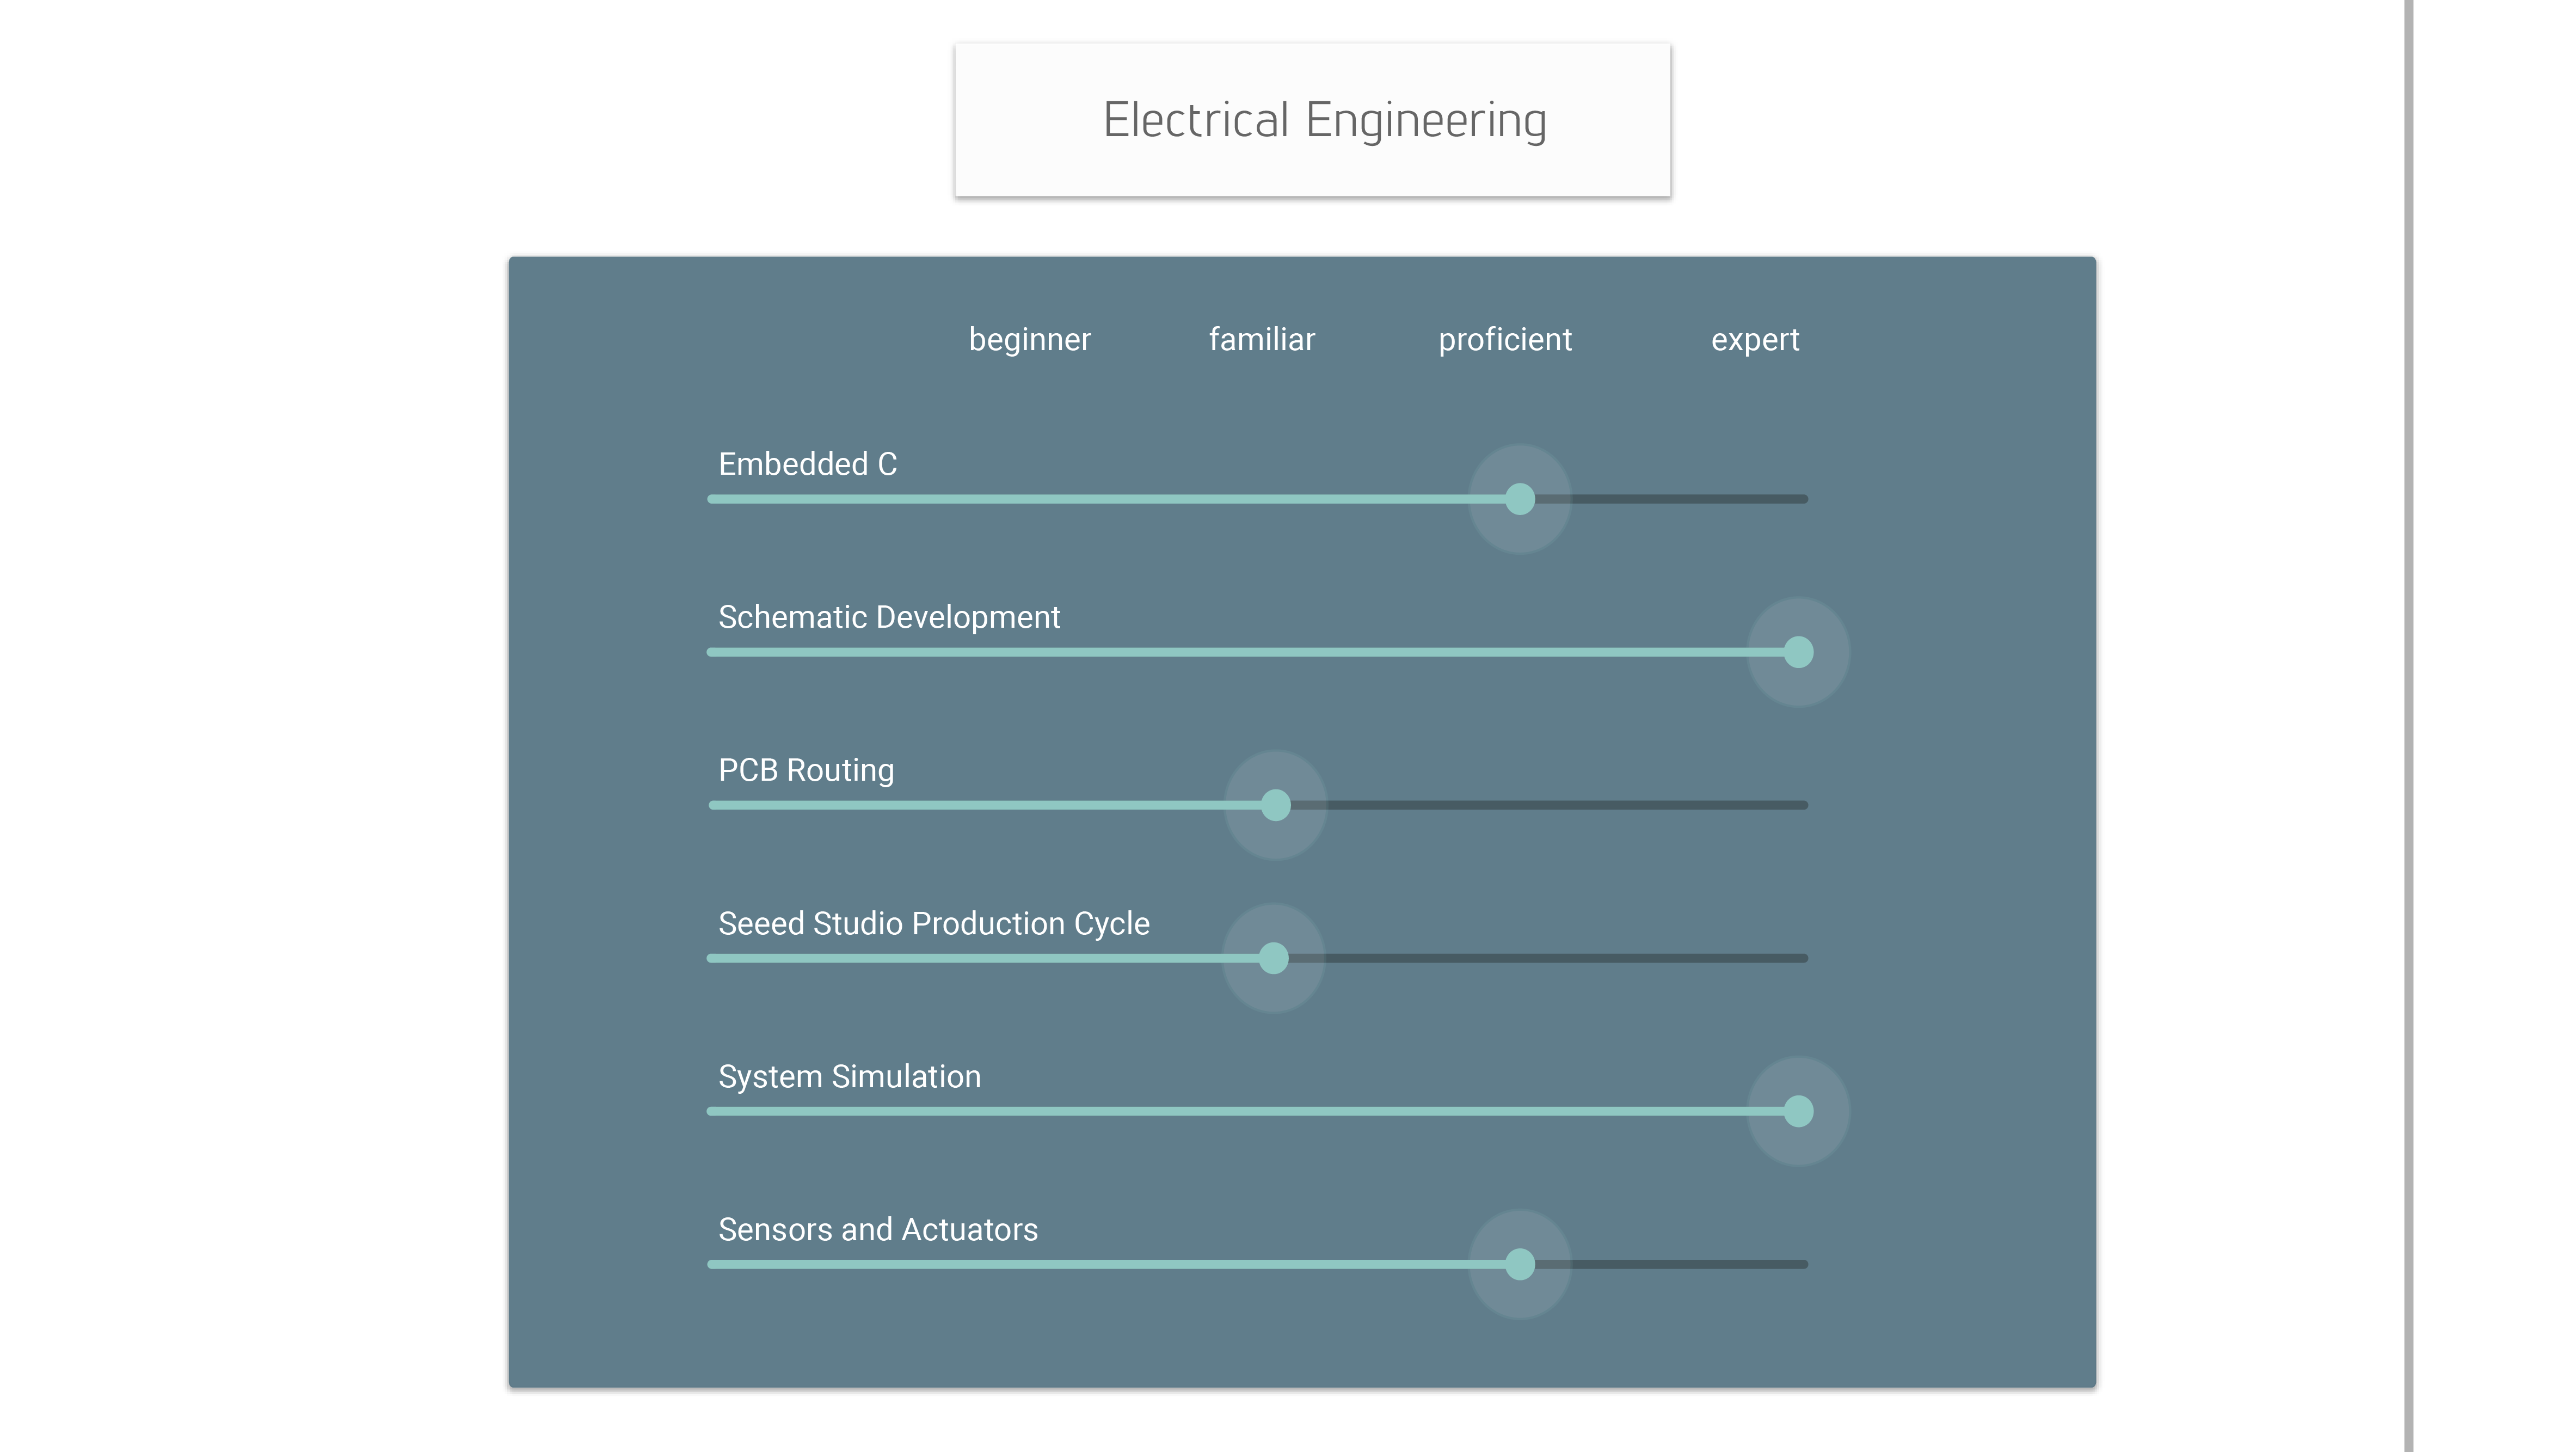 Electrical Engineering
beginner familiar proficient expert
Embedded C
Schematic Development
PCB Routing
Seeed Studio Production Cycle
System Simulation
Sensors and Actuators